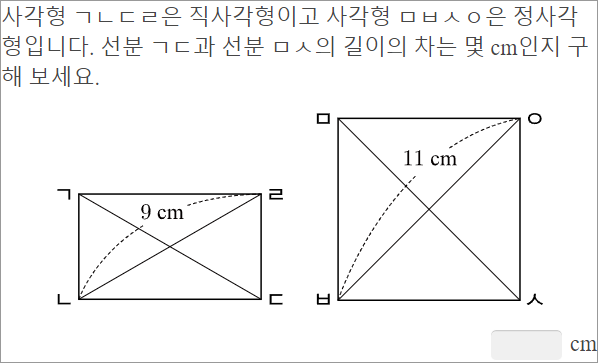 사각형 ㄱㄴㄷㄹ은 직사각형이고 사각형 ㅁㅂㅅㅇ은 정사각
형입니다. 선분 ㄱㄷ과 선분 ㅁㅅ의 길이의 차는 몇 cm인지 구
해 보세요.
ㅁ ㅇ
11 cm
ㄱ ㄹ
9 cm
ㄴ ㄷ ㅂ ㅅ
cm